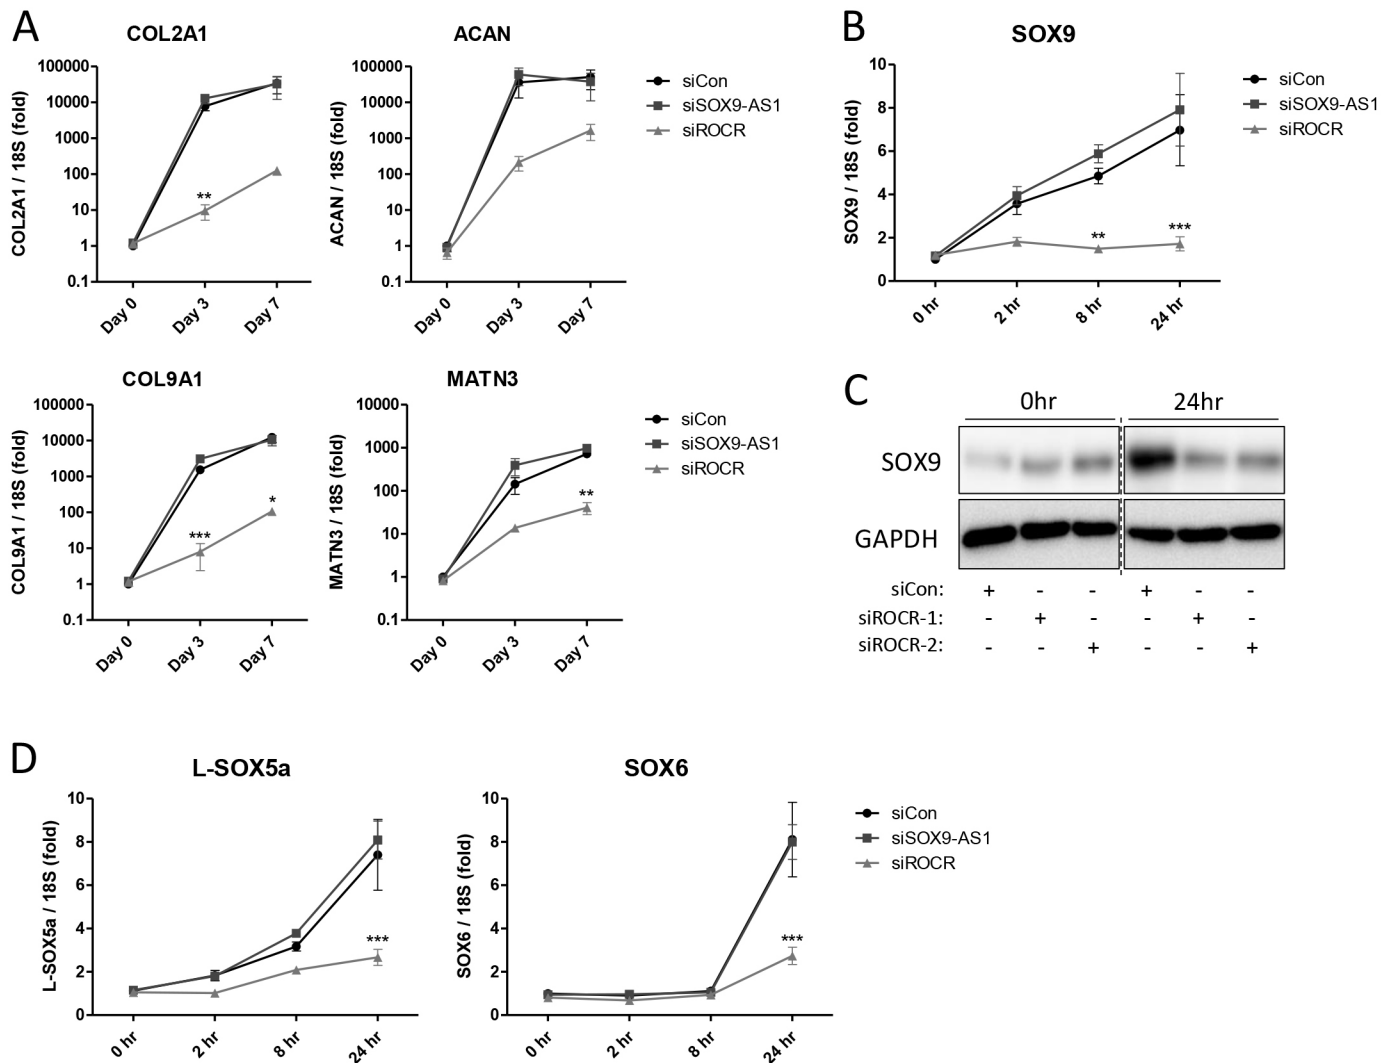 A
COL2A1
COL2A1 / 18S (fold)
100000
10000
1000
100
10
1
0.1
**
Day 0
Day 3
Day 7
ACAN
ACAN / 18S (fold)
100000
10000
1000
100
10
1
0.1
Day 0
Day 3
Day 7
siCon
siSOX9-AS1
siROCR
B
SOX9
SOX9 / 18S (fold)
10
8
6
4
2
0
**
***
0 hr
2 hr
8 hr
24 hr
siCon
siSOX9-AS1
siROCR
COL9A1
COL9A1 / 18S (fold)
100000
10000
1000
100
10
1
0.1
***
*
Day 0
Day 3
Day 7
MATN3
MATN3 / 18S (fold)
10000
1000
100
10
1
0.1
**
Day 0
Day 3
Day 7
siCon
siSOX9-AS1
siROCR
C
0hr 24hr
SOX9
GAPDH
siCon: + - - + - -
siROCR-1: - + - - + -
siROCR-2: - - + - - +
D
L-SOX5a
L-SOX5a / 18S (fold)
10
8
6
4
2
0
***
0 hr
2 hr
8 hr
24 hr
SOX6
SOX6 / 18S (fold)
10
8
6
4
2
0
***
0 hr
2 hr
8 hr
24 hr
siCon
siSOX9-AS1
siROCR